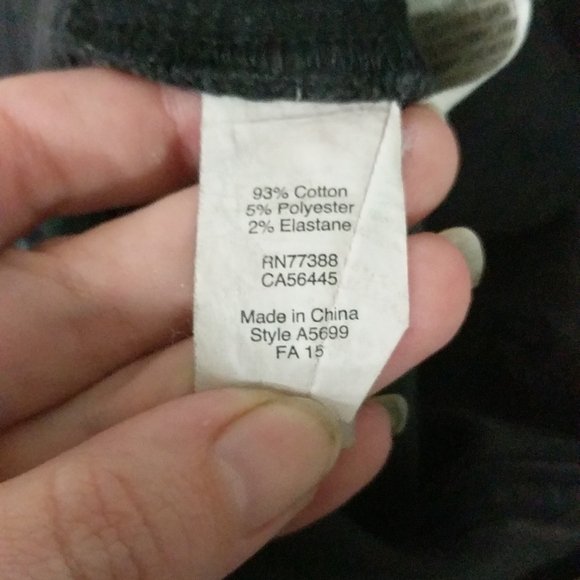 93% Cotton
5% Polyester
2% Elastane
RN77388
CA56445
Made in China
Style A5699
FA 15